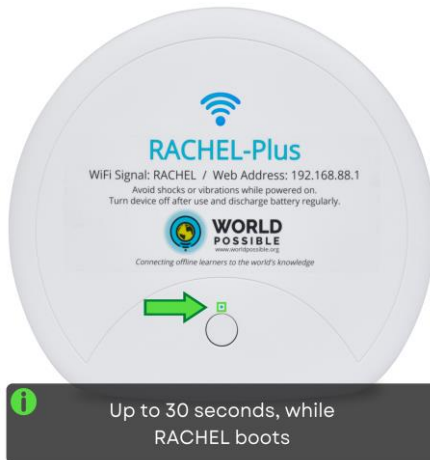 RACHEL-Plus
WiFi Signal: RACHEL / Web Address: 192.168.88.1
Avoid shocks or vibrations while powered on.
Turn device off after use and discharge battery regularly.
WORLD
POSSIBLE
www.worldpossible.org
Connecting offline learners to the world's knowledge
i
Up to 30 seconds, while
RACHEL boots